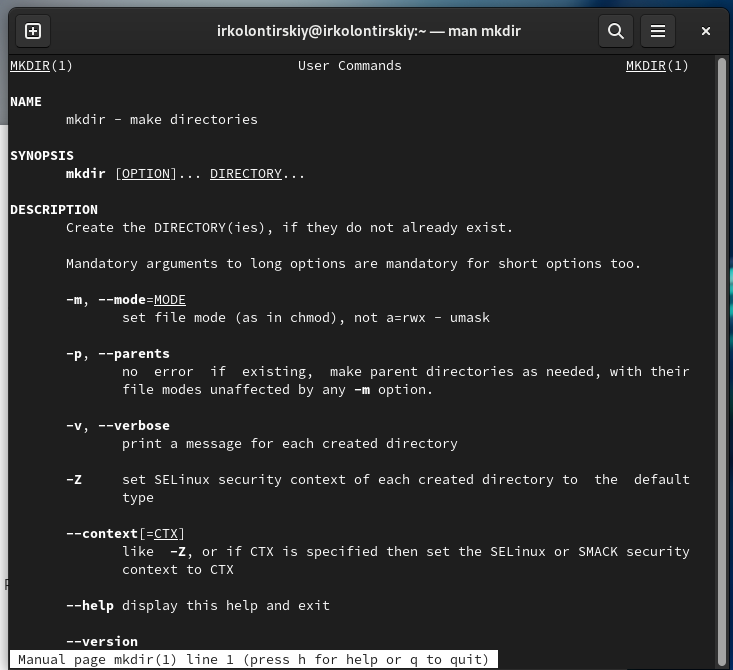 irkolontirskiy@irkolontirskiy:~ — man mkdir
MKDIR(1) User Commands MKDIR(1)
NAME
mkdir - make directories
SYNOPSIS
mkdir [OPTION]... DIRECTORY...
DESCRIPTION
Create the DIRECTORY(ies), if they do not already exist.
Mandatory arguments to long options are mandatory for short options too.
-m, --mode=MODE
set file mode (as in chmod), not a=rwx - umask
-p, --parents
no error if existing, make parent directories as needed, with their
file modes unaffected by any -m option.
-v, --verbose
print a message for each created directory
-Z set SELinux security context of each created directory to the default
type
--context[=CTX]
like -Z, or if CTX is specified then set the SELinux or SMACK security
context to CTX
--help display this help and exit
--version
Manual page mkdir(1) line 1 (press h for help or q to quit)